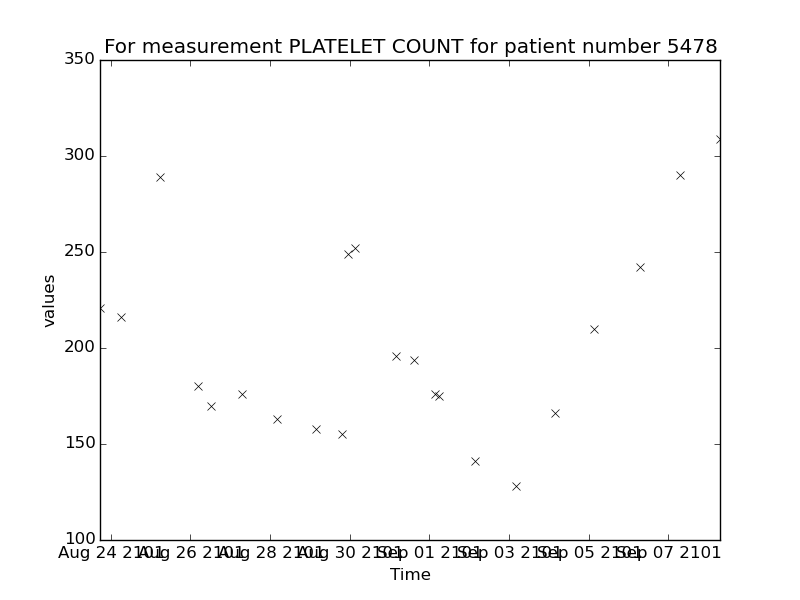 For measurement PLATELET COUNT for patient number 5478
350
300
250
200
150
100
values
Aug 24 2101 Aug 26 2101 Aug 28 2101 Aug 30 2101 Sep 01 2101 Sep 03 2101 Sep 05 2101 Sep 07 2101
Time